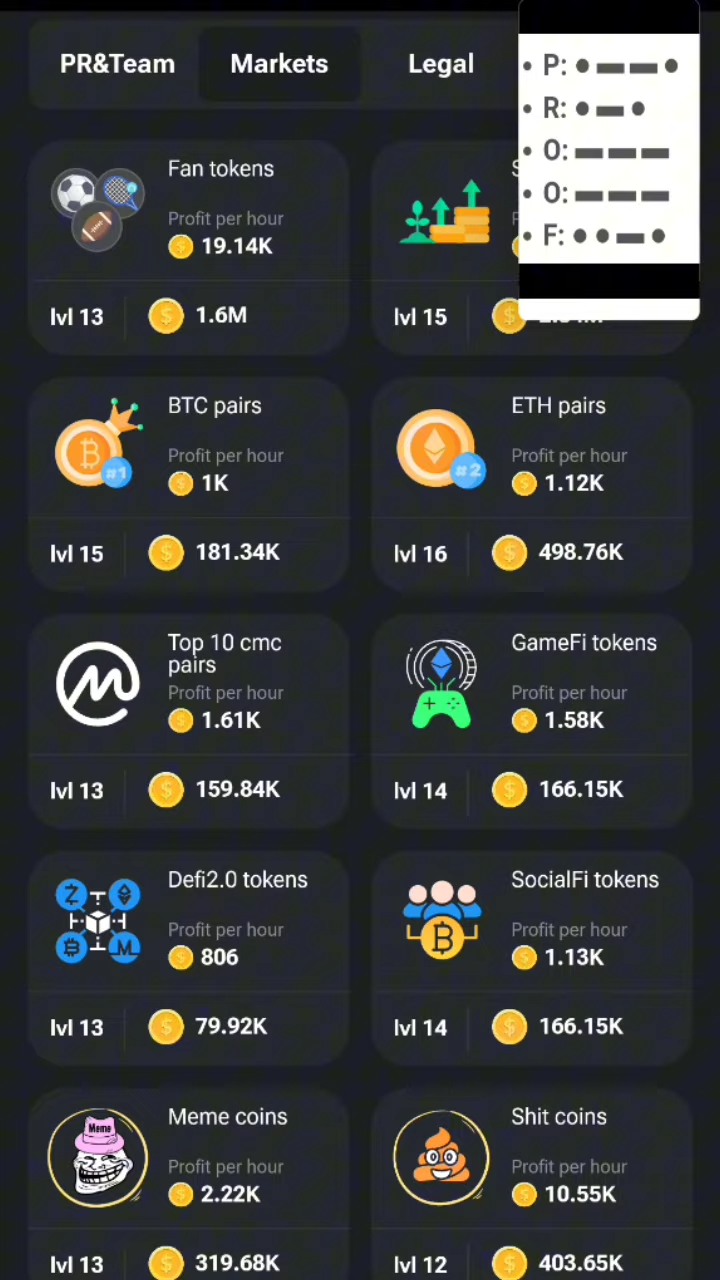 PR&Team Markets Legal
• P: ● ▬ ▬ ●
• R: ● ▬ ●
• O: ▬ ▬ ▬
• O: ▬ ▬ ▬
• F: ● ● ▬ ●
Fan tokens
Profit per hour
19.14K
lvl 13 1.6M
lvl 15
BTC pairs
Profit per hour
#1
1K
lvl 15 181.34K
ETH pairs
Profit per hour
#2
1.12K
lvl 16 498.76K
Top 10 cmc
pairs
Profit per hour
1.61K
lvl 13 159.84K
GameFi tokens
Profit per hour
1.58K
lvl 14 166.15K
Defi2.0 tokens
Profit per hour
806
lvl 13 79.92K
SocialFi tokens
Profit per hour
1.13K
lvl 14 166.15K
Meme coins
Meme
Profit per hour
2.22K
lvl 13 319.68K
Shit coins
Profit per hour
10.55K
lvl 12 403.65K